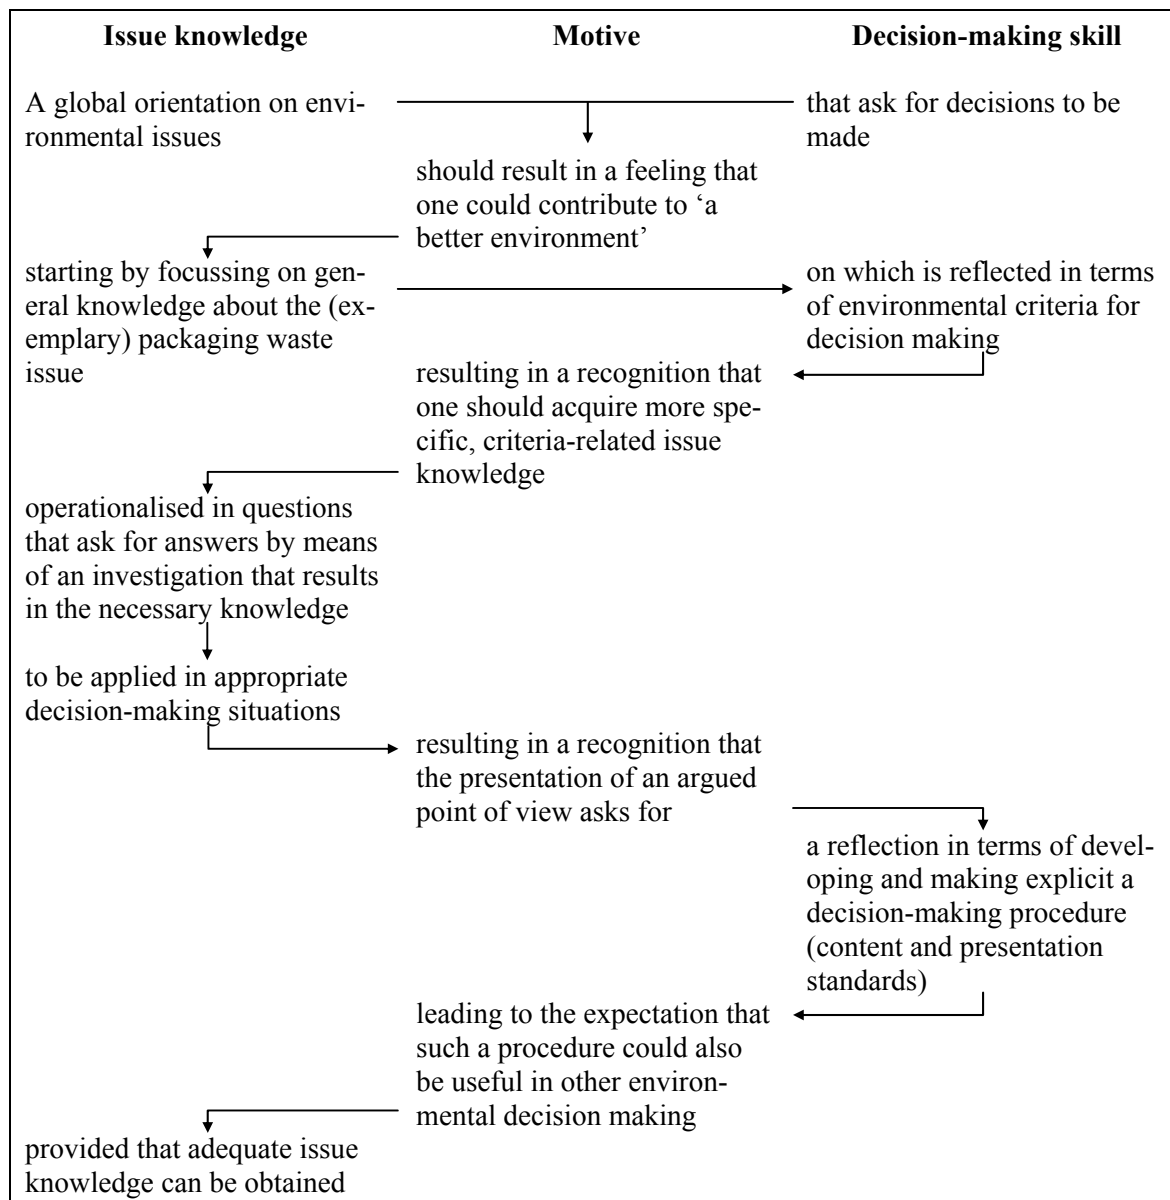 Issue knowledge
Motive
Decision-making skill
A global orientation on envi-
ronmental issues
that ask for decisions to be
made
should result in a feeling that
one could contribute to ‘a
better environment’
starting by focussing on gen-
eral knowledge about the (ex-
emplary) packaging waste
issue
on which is reflected in terms
of environmental criteria for
decision making
resulting in a recognition that
one should acquire more spe-
cific, criteria-related issue
knowledge
operationalised in questions
that ask for answers by means
of an investigation that results
in the necessary knowledge
to be applied in appropriate
decision-making situations
resulting in a recognition that
the presentation of an argued
point of view asks for
a reflection in terms of devel-
oping and making explicit a
decision-making procedure
(content and presentation
standards)
leading to the expectation that
such a procedure could also
be useful in other environ-
mental decision making
provided that adequate issue
knowledge can be obtained